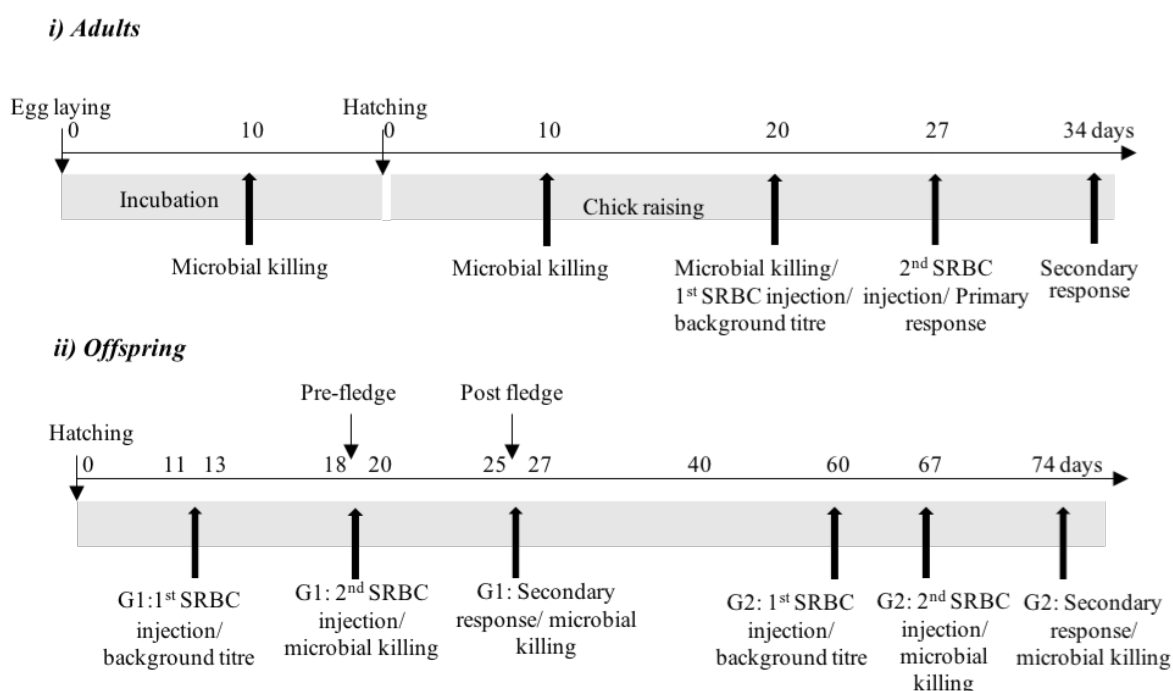 i) Adults
Egg laying
Hatching
0
10
0
10
20
27
34 days
Incubation
Chick raising
Microbial killing
Microbial killing
Microbial killing/
1st SRBC injection/
background titre
2nd SRBC
injection/ Primary
response
Secondary
response
ii) Offspring
Pre-fledge
Post fledge
Hatching
0
11
13
18
20
25
27
40
60
67
74 days
G1:1st SRBC
injection/
background titre
G1: 2nd SRBC
injection/
microbial killing
G1: Secondary
response/ microbial
killing
G2: 1st SRBC
injection/
background titre
G2: 2nd SRBC
injection/
microbial
killing
G2: Secondary
response/
microbial killing